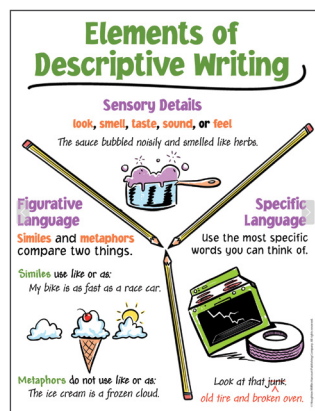 Elements of
Descriptive Writing
Sensory Details
look, smell, taste, sound, or feel
The sauce bubbled noisily and smelled like herbs.
Figurative
Language
Similes and metaphors
compare two things.
Similes use like or as:
My bike is as fast as a race car.
Metaphors do not use like or as:
The ice cream is a frozen cloud.
Specific
Language
Use the most specific
words you can think of.
Look at that junk.
old tire and broken oven.